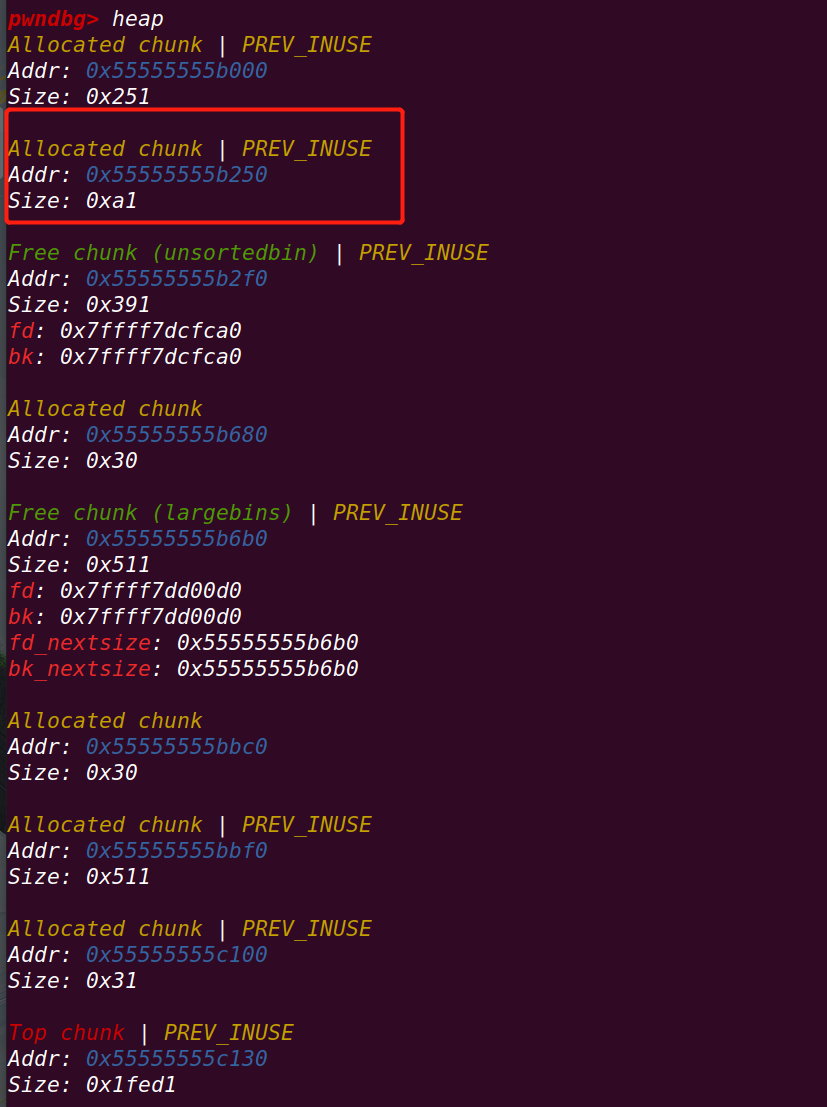 pwndbg> heap
Allocated chunk | PREV_INUSE
Addr: 0x55555555b000
Size: 0x251
Allocated chunk | PREV_INUSE
Addr: 0x55555555b250
Size: 0xa1
Free chunk (unsortedbin) | PREV_INUSE
Addr: 0x55555555b2f0
Size: 0x391
fd: 0x7ffff7dcfca0
bk: 0x7ffff7dcfca0
Allocated chunk
Addr: 0x55555555b680
Size: 0x30
Free chunk (largebins) | PREV_INUSE
Addr: 0x55555555b6b0
Size: 0x511
fd: 0x7ffff7dd00d0
bk: 0x7ffff7dd00d0
fd_nextsize: 0x55555555b6b0
bk_nextsize: 0x55555555b6b0
Allocated chunk
Addr: 0x55555555bbc0
Size: 0x30
Allocated chunk | PREV_INUSE
Addr: 0x55555555bbf0
Size: 0x511
Allocated chunk | PREV_INUSE
Addr: 0x55555555c100
Size: 0x31
Top chunk | PREV_INUSE
Addr: 0x55555555c130
Size: 0x1fed1